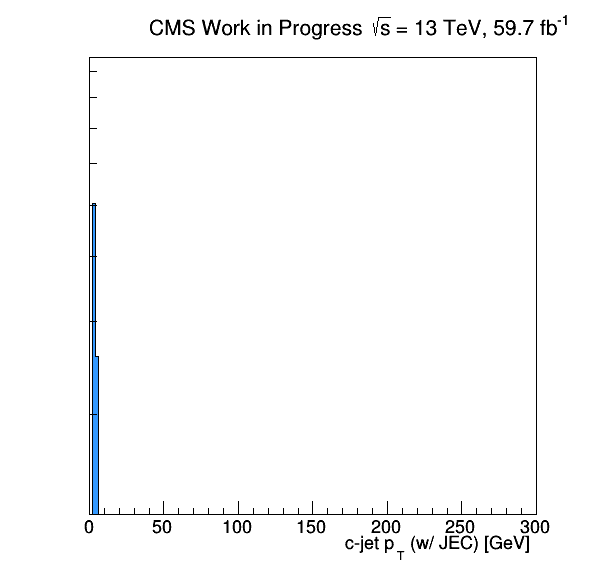 CMS Work in Progress √s = 13 TeV, 59.7 fb⁻¹
0 50 100 150 200 250 300
c-jet p_T (w/ JEC) [GeV]